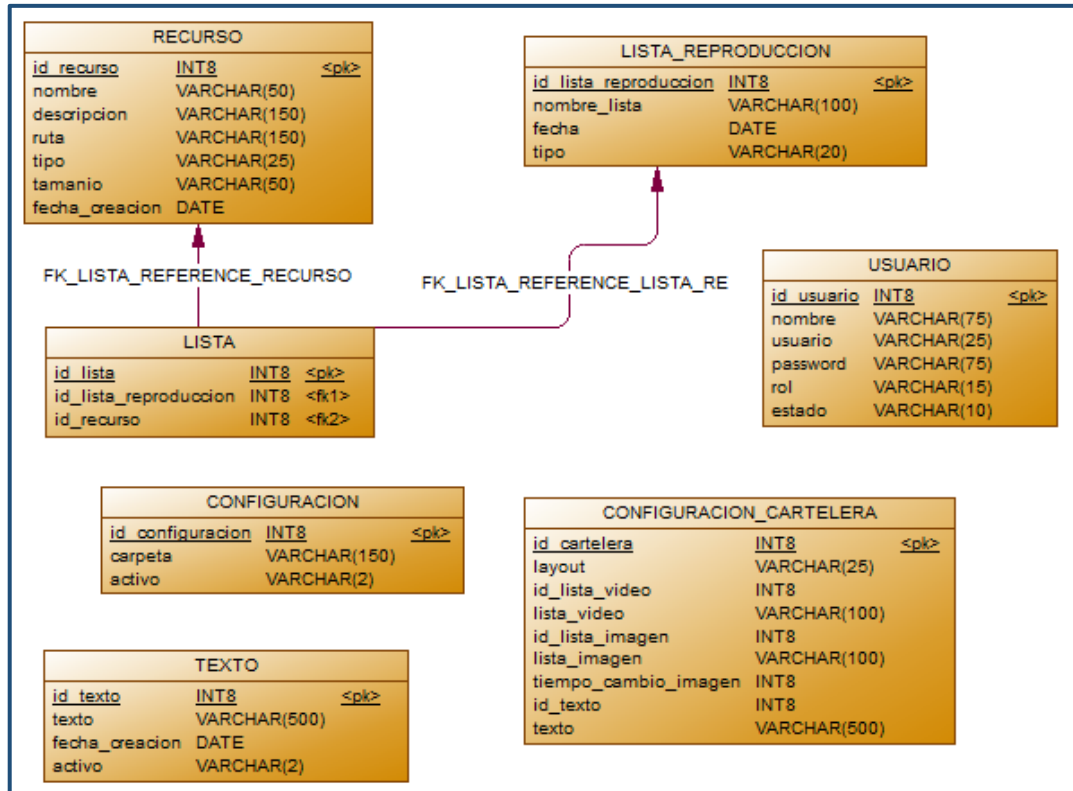 RECURSO
id_recurso INT8 <pk>
nombre VARCHAR(50)
descripcion VARCHAR(150)
ruta VARCHAR(150)
tipo VARCHAR(25)
tamanio VARCHAR(50)
fecha_creacion DATE
LISTA_REPRODUCCION
id_lista_reproduccion INT8 <pk>
nombre_lista VARCHAR(100)
fecha DATE
tipo VARCHAR(20)
FK_LISTA_REFERENCE_RECURSO
FK_LISTA_REFERENCE_LISTA_RE
USUARIO
id_usuario INT8 <pk>
nombre VARCHAR(75)
usuario VARCHAR(25)
password VARCHAR(75)
rol VARCHAR(15)
estado VARCHAR(10)
LISTA
id_lista INT8 <pk>
id_lista_reproduccion INT8 <fk1>
id_recurso INT8 <fk2>
CONFIGURACION
id_configuracion INT8 <pk>
carpeta VARCHAR(150)
activo VARCHAR(2)
CONFIGURACION_CARTELERA
id_cartelera INT8 <pk>
layout VARCHAR(25)
id_lista_video INT8
lista_video VARCHAR(100)
id_lista_imagen INT8
lista_imagen VARCHAR(100)
tiempo_cambio_imagen INT8
id_texto INT8
texto VARCHAR(500)
TEXTO
id_texto INT8 <pk>
texto VARCHAR(500)
fecha_creacion DATE
activo VARCHAR(2)